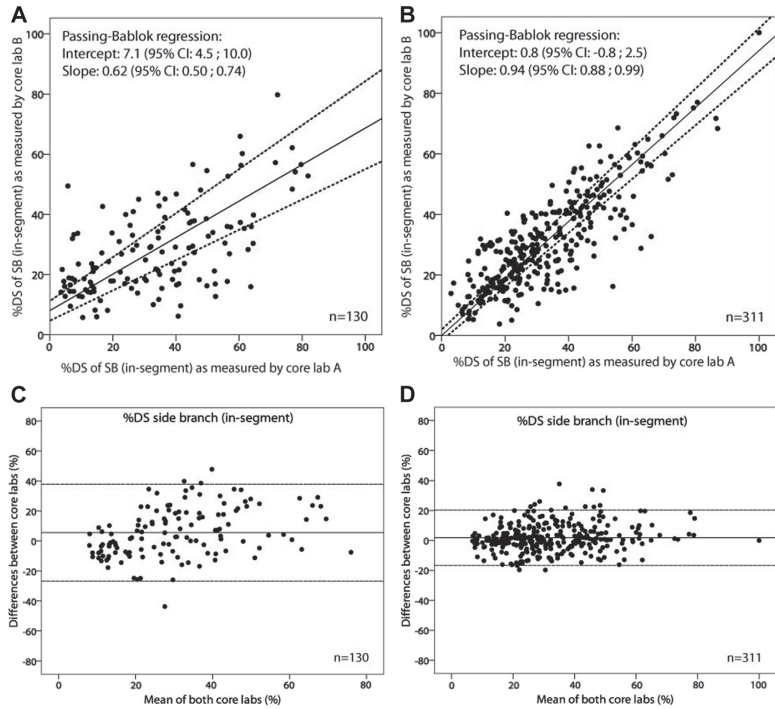 A
Passing-Bablok regression:
Intercept: 7.1 (95% CI: 4.5 ; 10.0)
Slope: 0.62 (95% CI: 0.50 ; 0.74)
%DS of SB (in-segment) as measured by core lab B
100
80
60
40
20
0
n=130
0 20 40 60 80 100
%DS of SB (in-segment) as measured by core lab A
B
Passing-Bablok regression:
Intercept: 0.8 (95% CI: -0.8 ; 2.5)
Slope: 0.94 (95% CI: 0.88 ; 0.99)
%DS of SB (in-segment) as measured by core lab B
100
80
60
40
20
0
n=311
0 20 40 60 80 100
%DS of SB (in-segment) as measured by core lab A
C
%DS side branch (in-segment)
Differences between core labs (%)
80
60
40
20
0
-20
-40
-60
-80
n=130
0 20 40 60 80
Mean of both core labs (%)
D
%DS side branch (in-segment)
Differences between core labs (%)
80
60
40
20
0
-20
-40
-60
-80
n=311
0 20 40 60 80 100
Mean of both core labs (%)